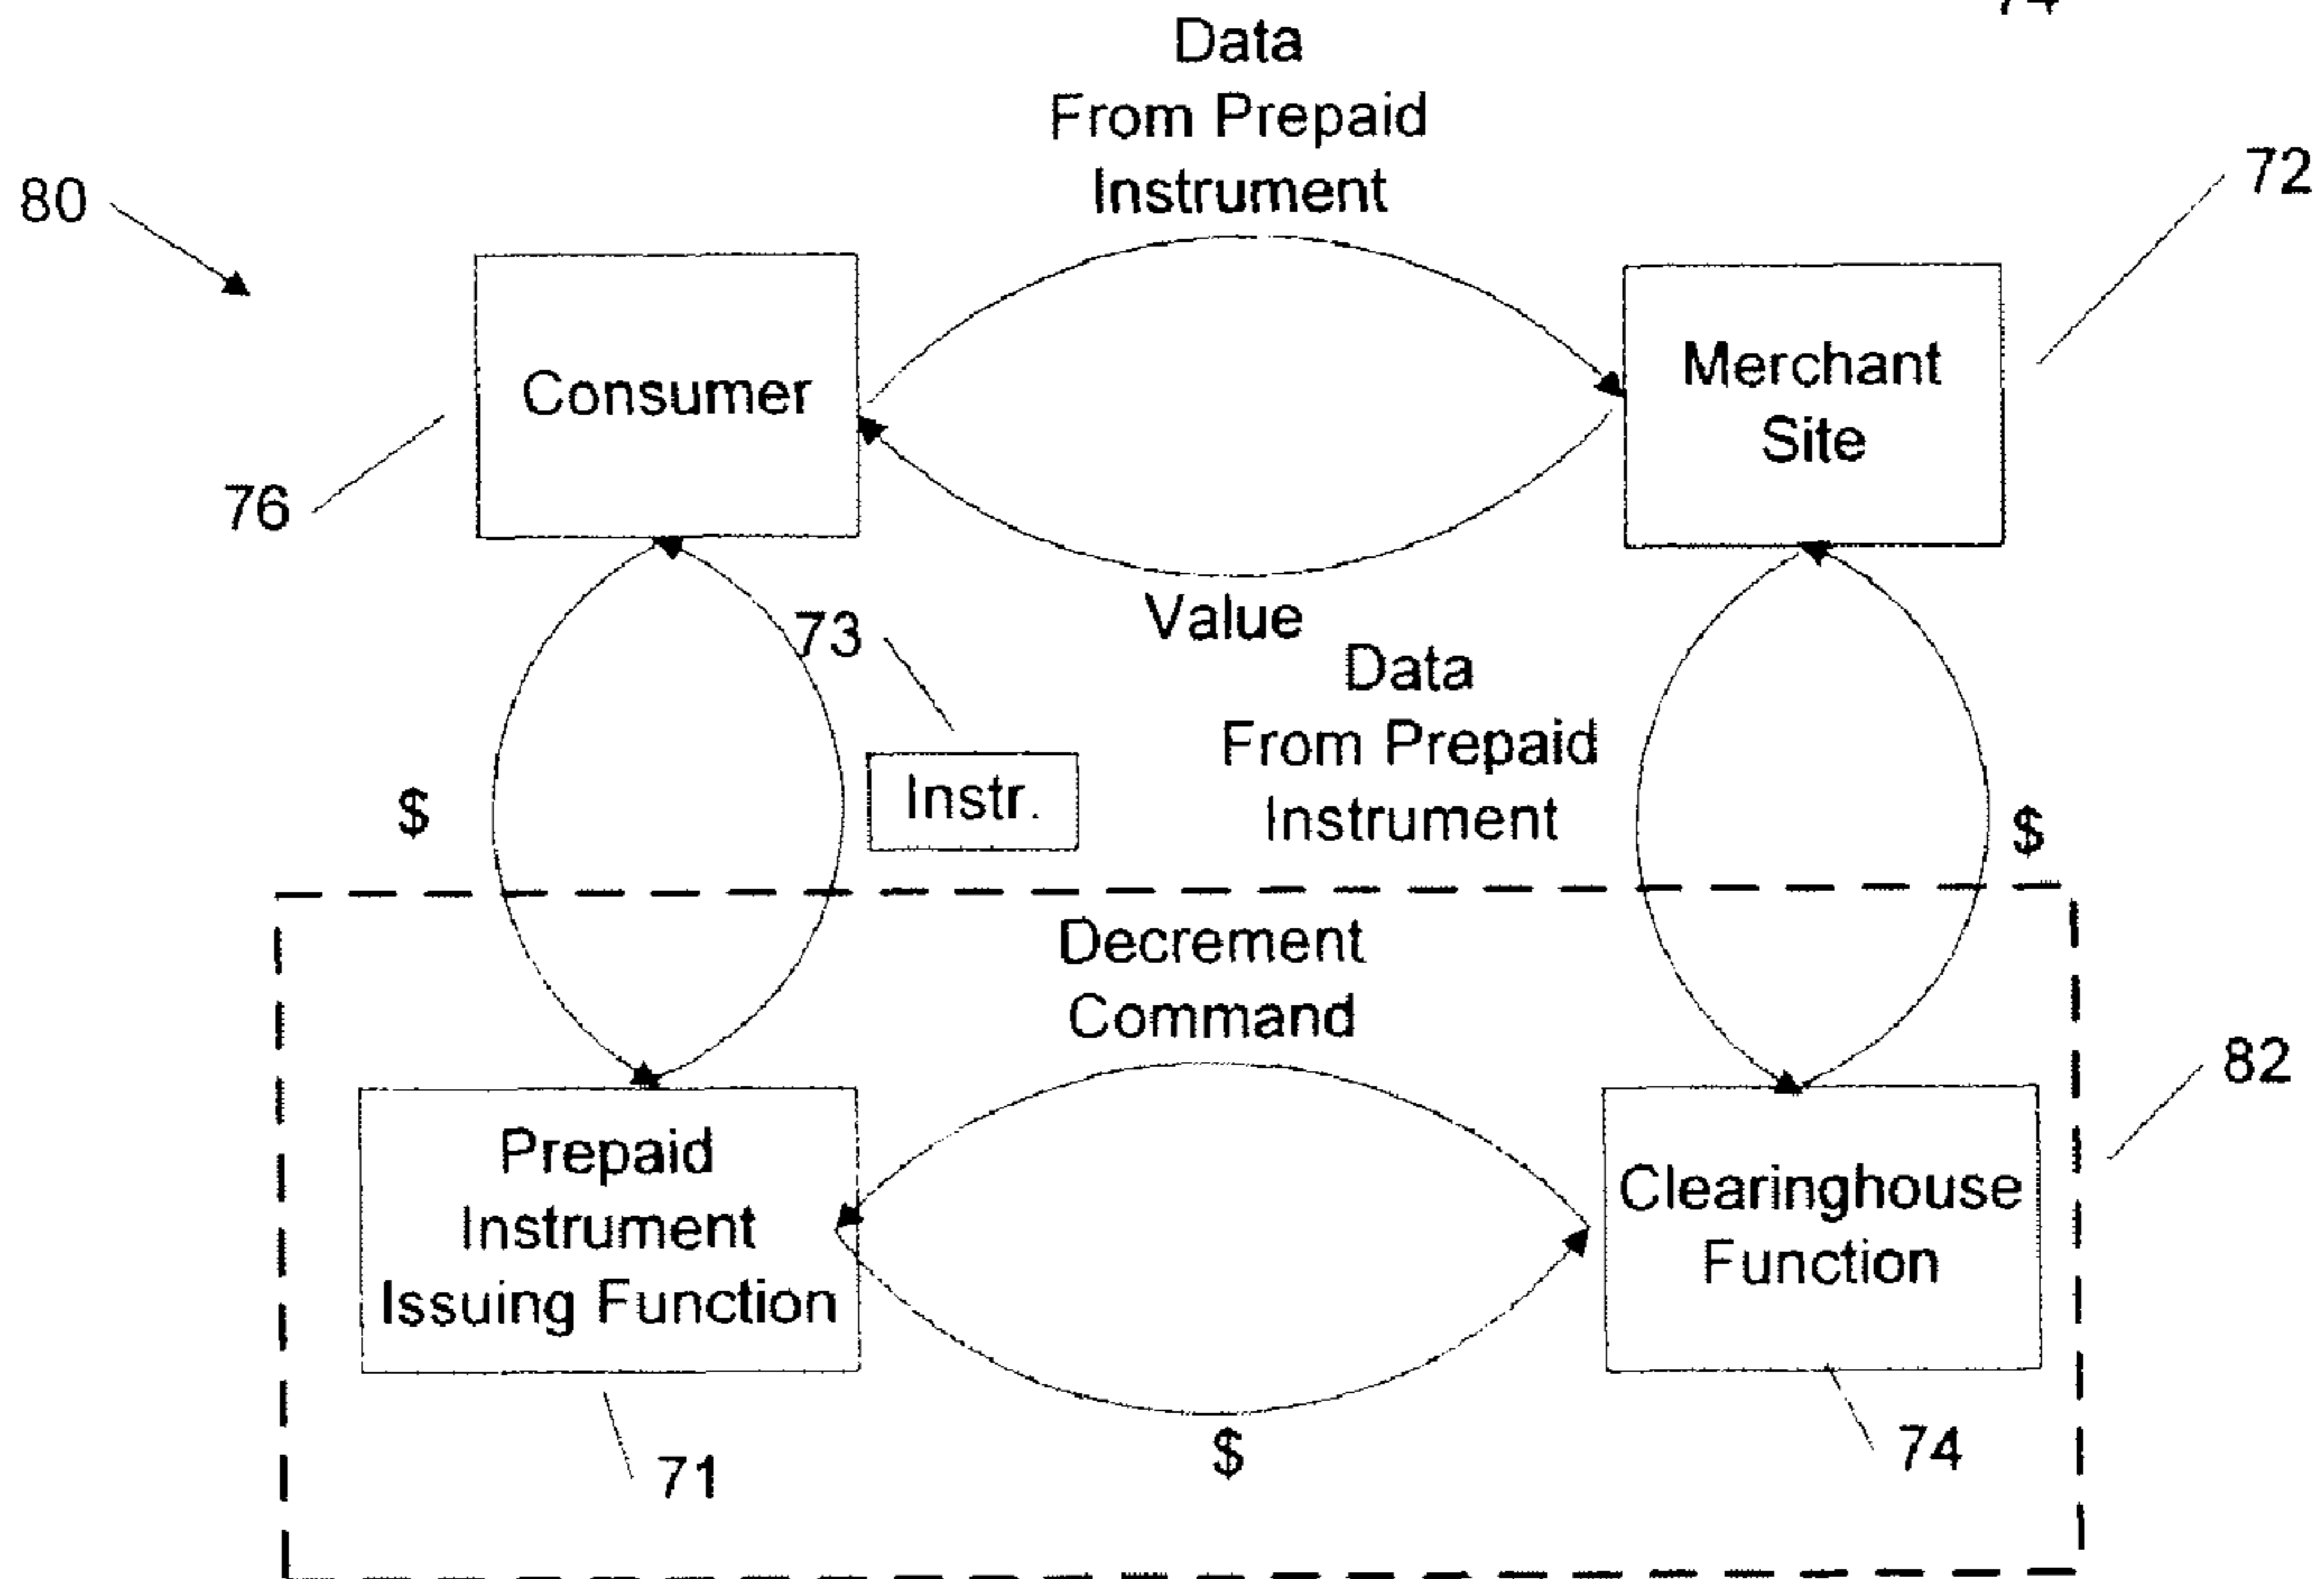 74
Data
From Prepaid
Instrument
80
72
Consumer
Merchant
Site
76
Value
73
Data
From Prepaid
Instrument
Instr.
$
$
Decrement
Command
82
Prepaid
Instrument
Issuing Function
Clearinghouse
Function
$
71
74